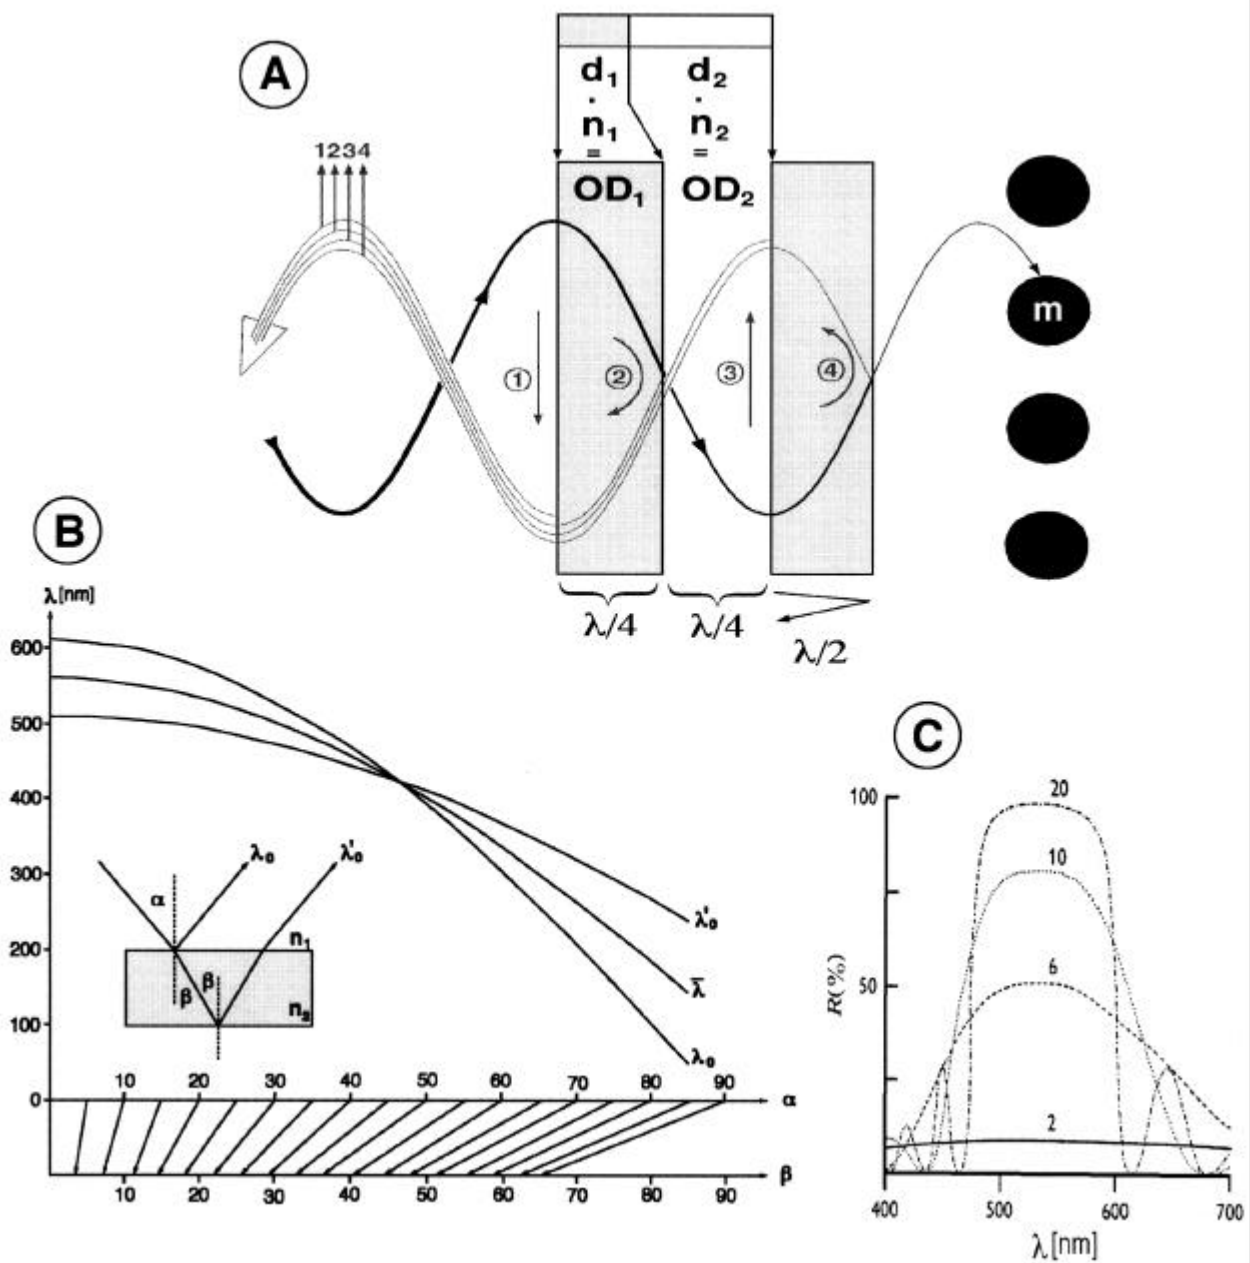 A
d₁ d₂
· ·
n₁ n₂
= =
OD₁ OD₂
1234
m
① ② ③ ④
λ/4 λ/4
λ/2
B
λ[nm]
600
500
400
300
200
100
0
α
λ₀ λ'₀
n₁
β β
n₂
λ'₀
λ̄
λ₀
10 20 30 40 50 60 70 80 90 α
10 20 30 40 50 60 70 80 90 β
C
100
50
R(%)
20
10
6
2
400 500 600 700
λ[nm]